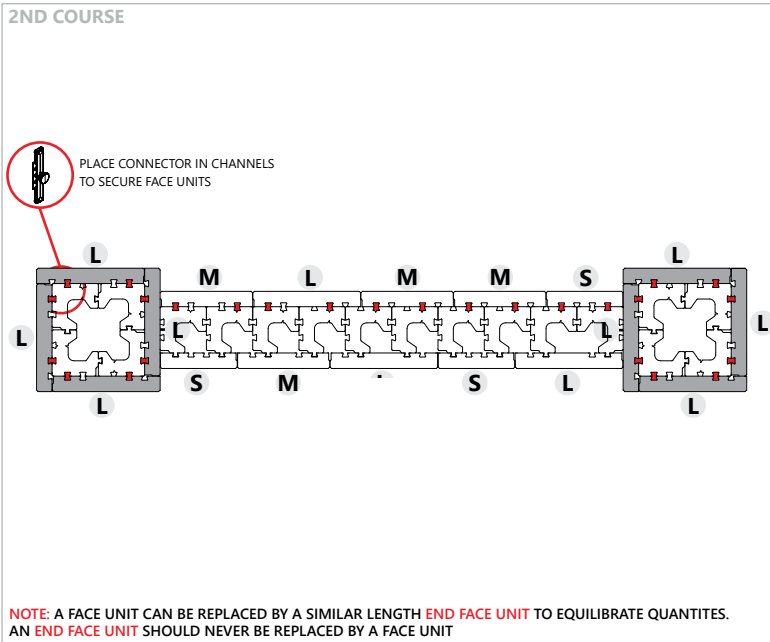 2ND COURSE
PLACE CONNECTOR IN CHANNELS
TO SECURE FACE UNITS
L L
M L M M S
L L L L
S M S L
L L
NOTE: A FACE UNIT CAN BE REPLACED BY A SIMILAR LENGTH END FACE UNIT TO EQUILIBRATE QUANTITES.
AN END FACE UNIT SHOULD NEVER BE REPLACED BY A FACE UNIT